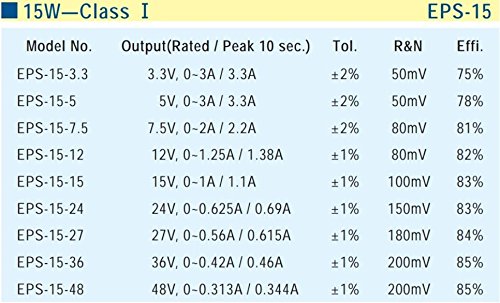 15W—Class I EPS-15
Model No. Output(Rated / Peak 10 sec.) Tol. R&N Effi.
EPS-15-3.3 3.3V, 0~3A / 3.3A ±2% 50mV 75%
EPS-15-5 5V, 0~3A / 3.3A ±2% 50mV 78%
EPS-15-7.5 7.5V, 0~2A / 2.2A ±2% 80mV 81%
EPS-15-12 12V, 0~1.25A / 1.38A ±1% 80mV 82%
EPS-15-15 15V, 0~1A / 1.1A ±1% 100mV 83%
EPS-15-24 24V, 0~0.625A / 0.69A ±1% 150mV 83%
EPS-15-27 27V, 0~0.56A / 0.615A ±1% 180mV 84%
EPS-15-36 36V, 0~0.42A / 0.46A ±1% 200mV 85%
EPS-15-48 48V, 0~0.313A / 0.344A ±1% 200mV 85%